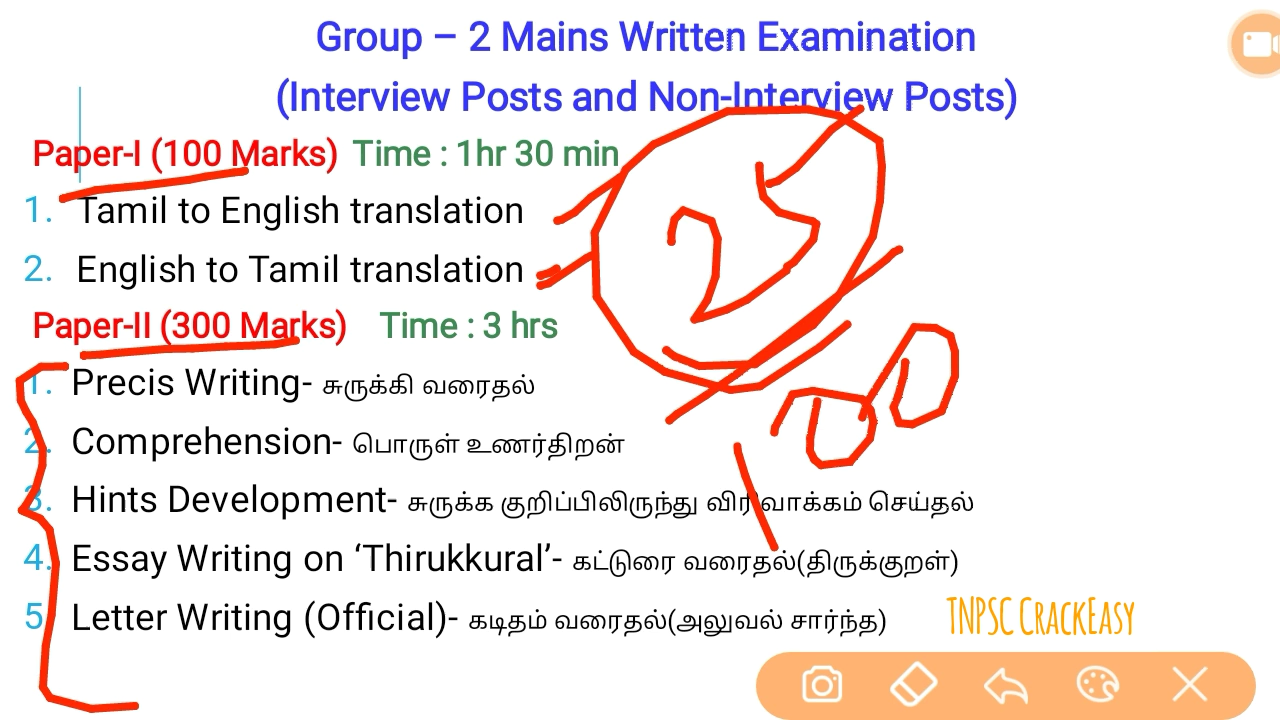 Group – 2 Mains Written Examination
(Interview Posts and Non-Interview Posts)
Paper-I (100 Marks) Time : 1hr 30 min
1. Tamil to English translation
2. English to Tamil translation
Paper-II (300 Marks) Time : 3 hrs
1. Precis Writing- சுருக்கி வரைதல்
2. Comprehension- பொருள் உணர்திறன்
3. Hints Development- சுருக்க குறிப்பிலிருந்து விரிவாக்கம் செய்தல்
4. Essay Writing on ‘Thirukkural’- கட்டுரை வரைதல்(திருக்குறள்)
5 Letter Writing (Official)- கடிதம் வரைதல்(அலுவல் சார்ந்த)
TNPSC CrackEasy
25
100